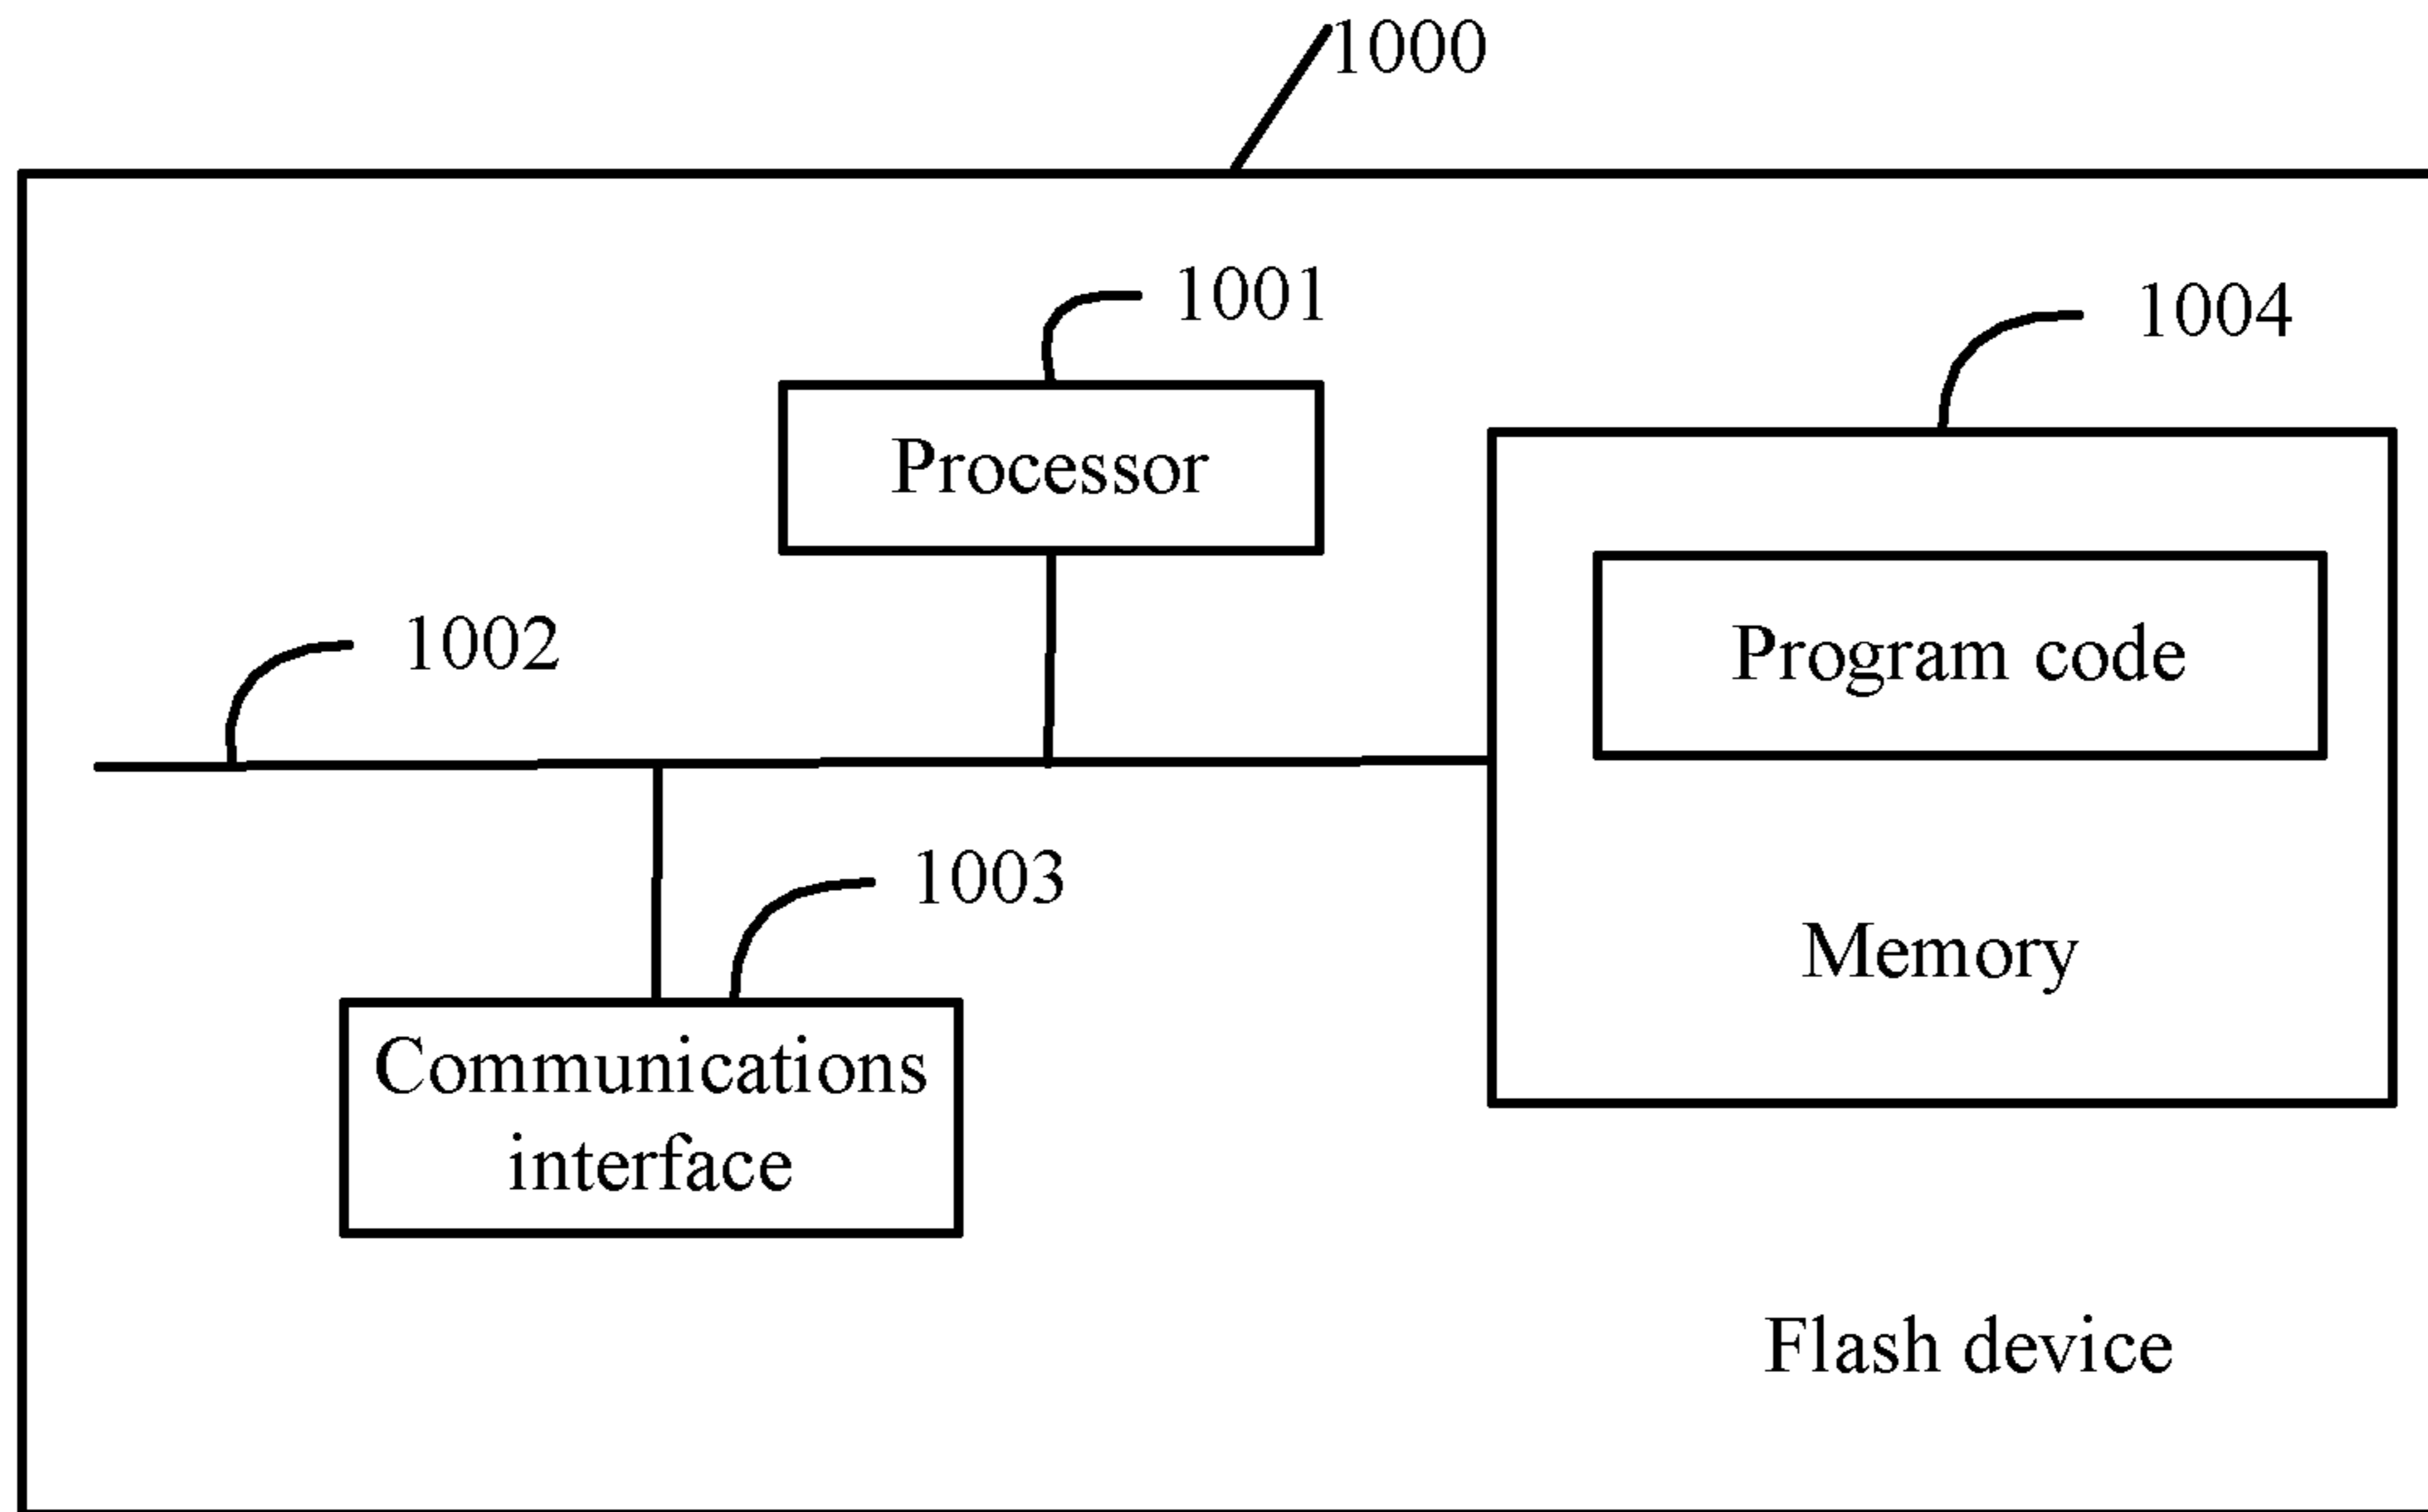 1000
1001
1004
Processor
1002
Program code
1003
Memory
Communications
interface
Flash device